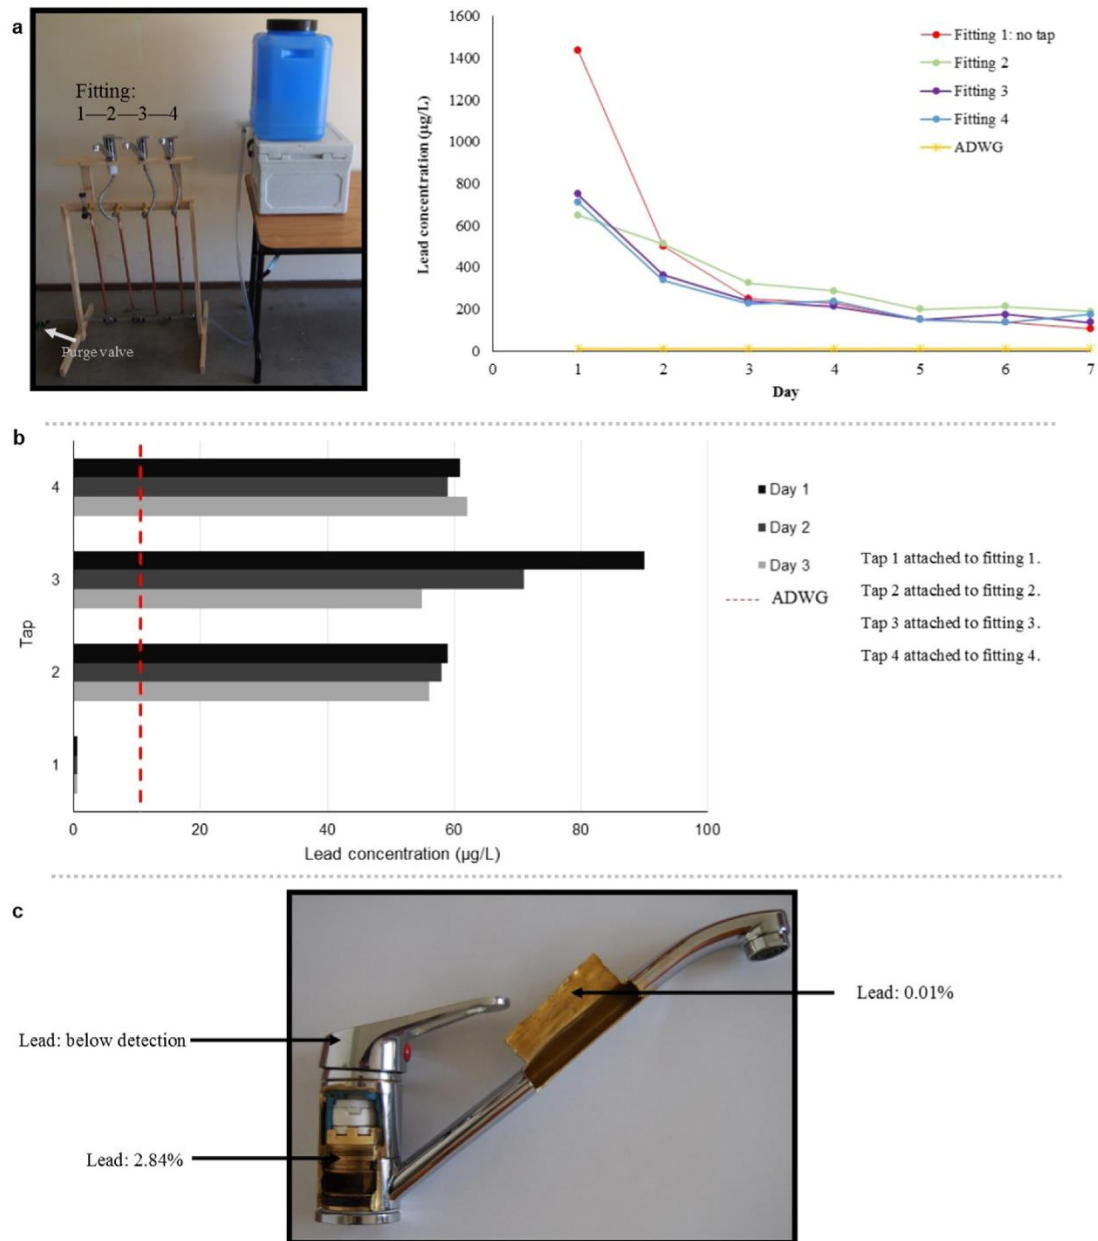 a
Fitting:
1—2—3—4
Purge valve
Lead concentration (µg/L)
1600
1400
1200
1000
800
600
400
200
0
0 1 2 3 4 5 6 7
Day
Fitting 1: no tap
Fitting 2
Fitting 3
Fitting 4
ADWG
b
Tap
4
3
2
1
0 20 40 60 80 100
Lead concentration (µg/L)
Day 1
Day 2
Day 3
ADWG
Tap 1 attached to fitting 1.
Tap 2 attached to fitting 2.
Tap 3 attached to fitting 3.
Tap 4 attached to fitting 4.
c
Lead: 0.01%
Lead: below detection
Lead: 2.84%